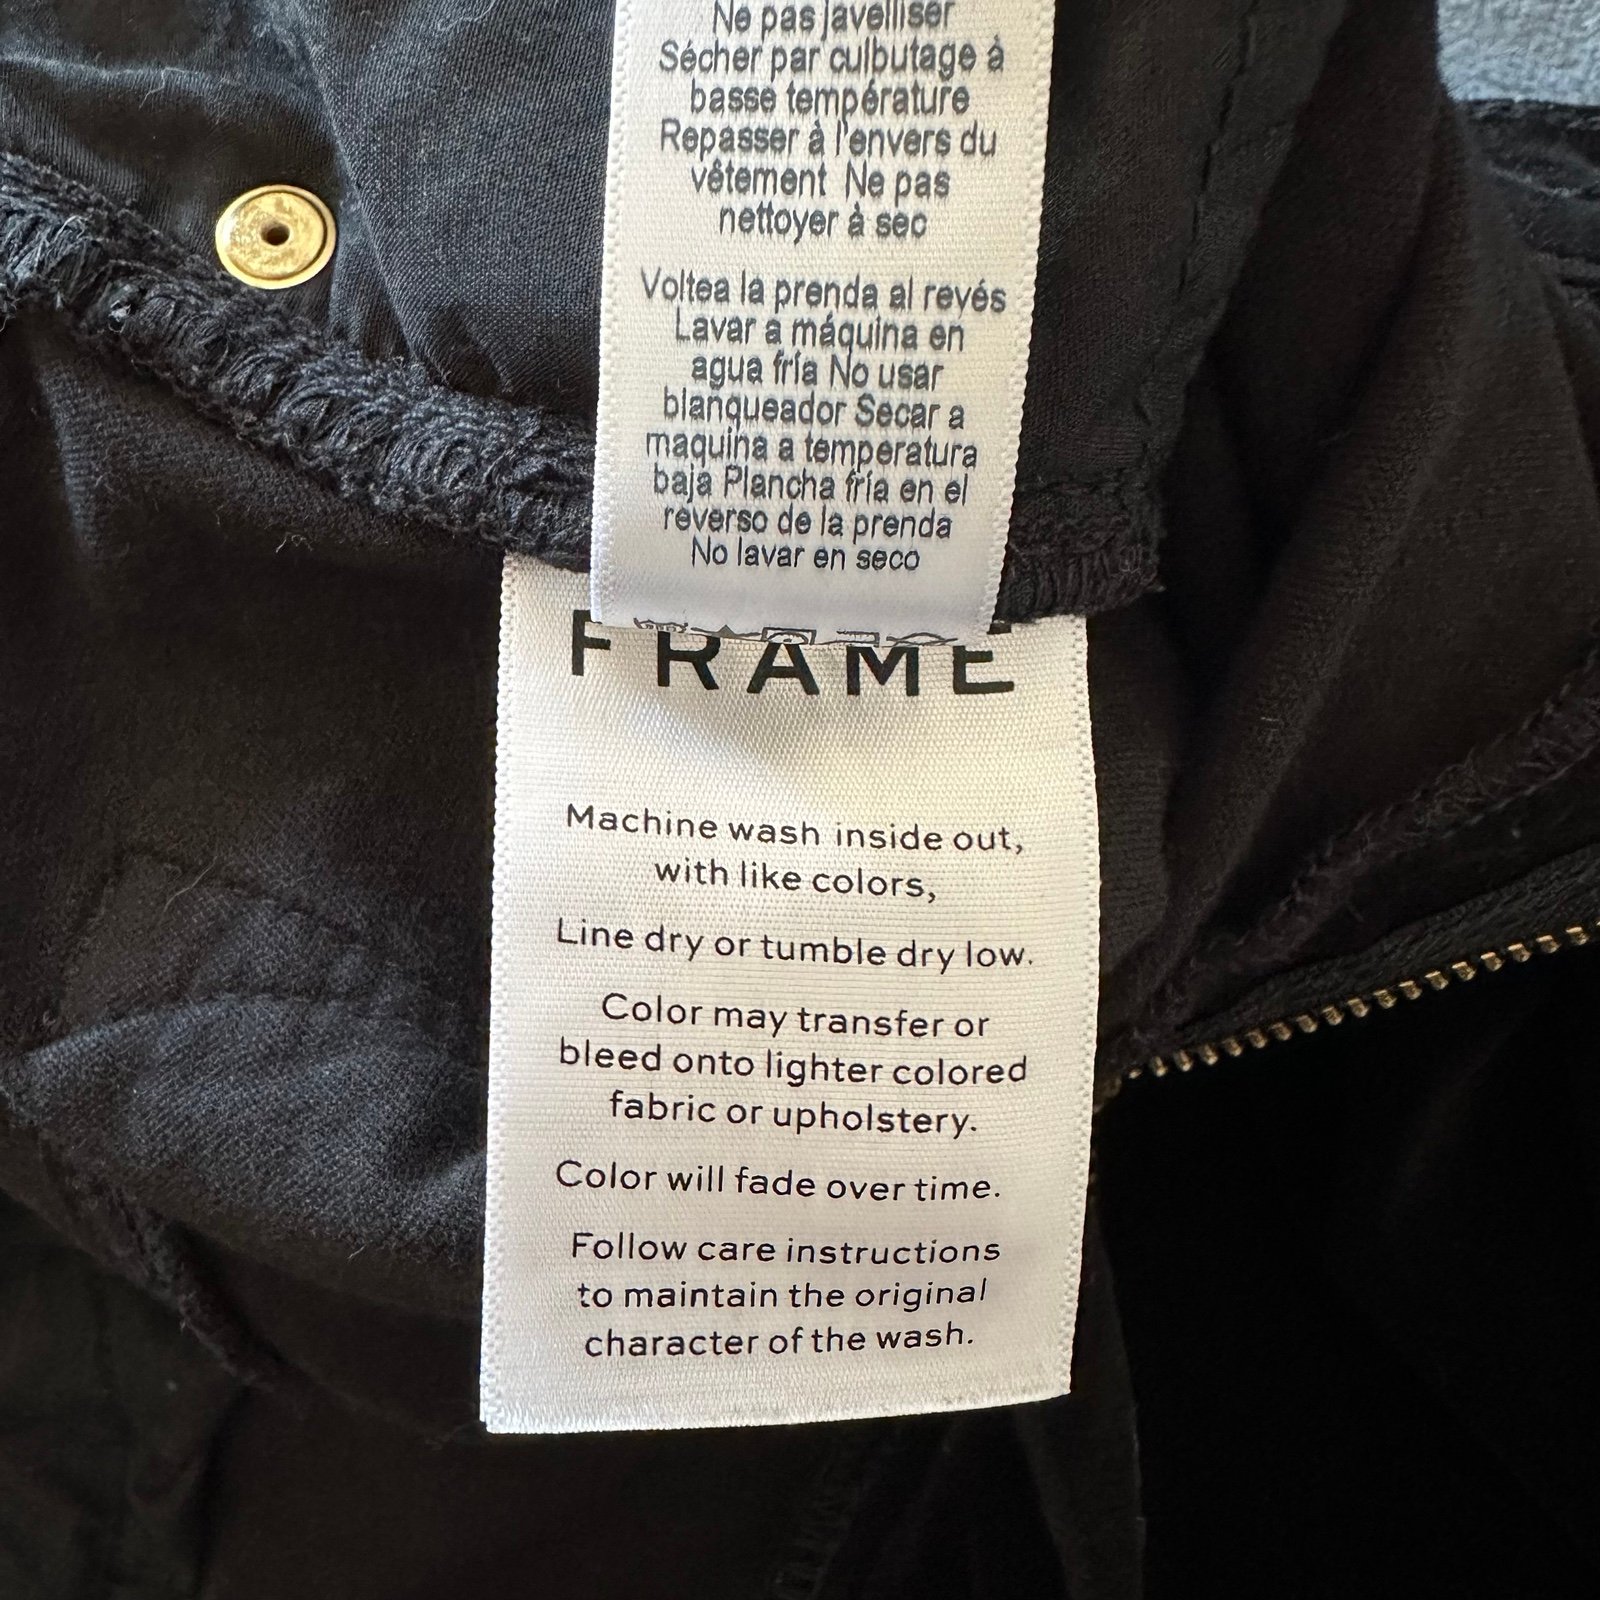 Ne pas javelliser
Sécher par culbutage à
basse température
Repasser à l'envers du
vêtement Ne pas
nettoyer à sec
Voltea la prenda al revés
Lavar a máquina en
agua fría No usar
blanqueador Secar a
maquina a temperatura
baja Plancha fría en el
reverso de la prenda
No lavar en seco
FRAME
Machine wash inside out,
with like colors,
Line dry or tumble dry low.
Color may transfer or
bleed onto lighter colored
fabric or upholstery.
Color will fade over time.
Follow care instructions
to maintain the original
character of the wash.